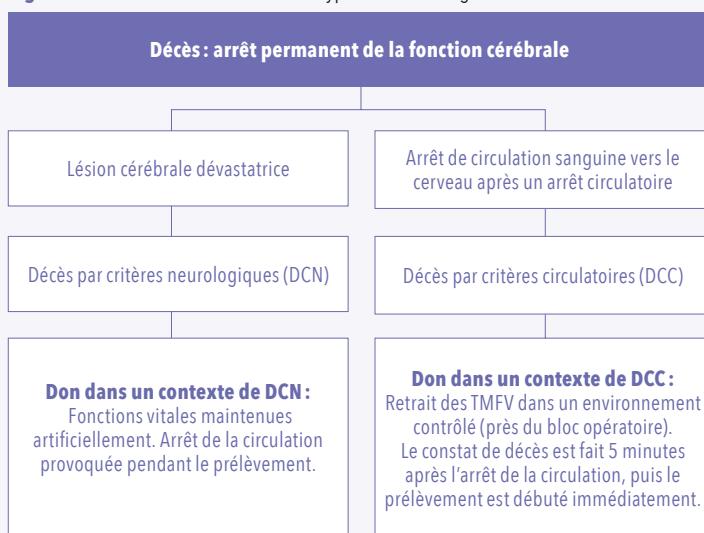 Décès : arrêt permanent de la fonction cérébrale
Lésion cérébrale dévastatrice
Arrêt de circulation sanguine vers le
cerveau après un arrêt circulatoire
Décès par critères neurologiques (DCN)
Décès par critères circulatoires (DCC)
Don dans un contexte de DCN :
Fonctions vitales maintenues
artificiellement. Arrêt de la circulation
provoquée pendant le prélèvement.
Don dans un contexte de DCC :
Retrait des TMFV dans un environnement
contrôlé (près du bloc opératoire).
Le constat de décès est fait 5 minutes
après l’arrêt de la circulation, puis le
prélèvement est débuté immédiatement.